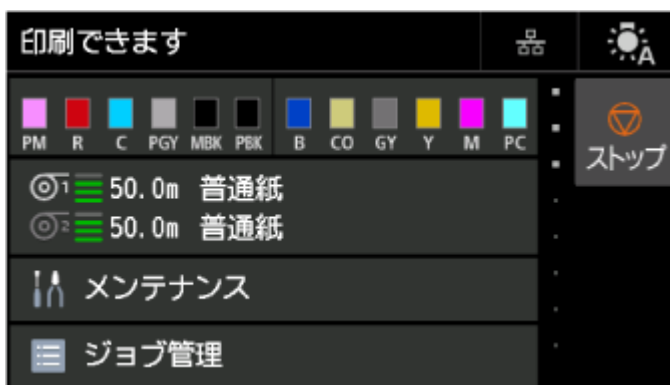 印刷できます
A
PM R C PGY MBK PBK B CO GY Y M PC
ストップ
1 50.0m 普通紙
2 50.0m 普通紙
メンテナンス
ジョブ管理